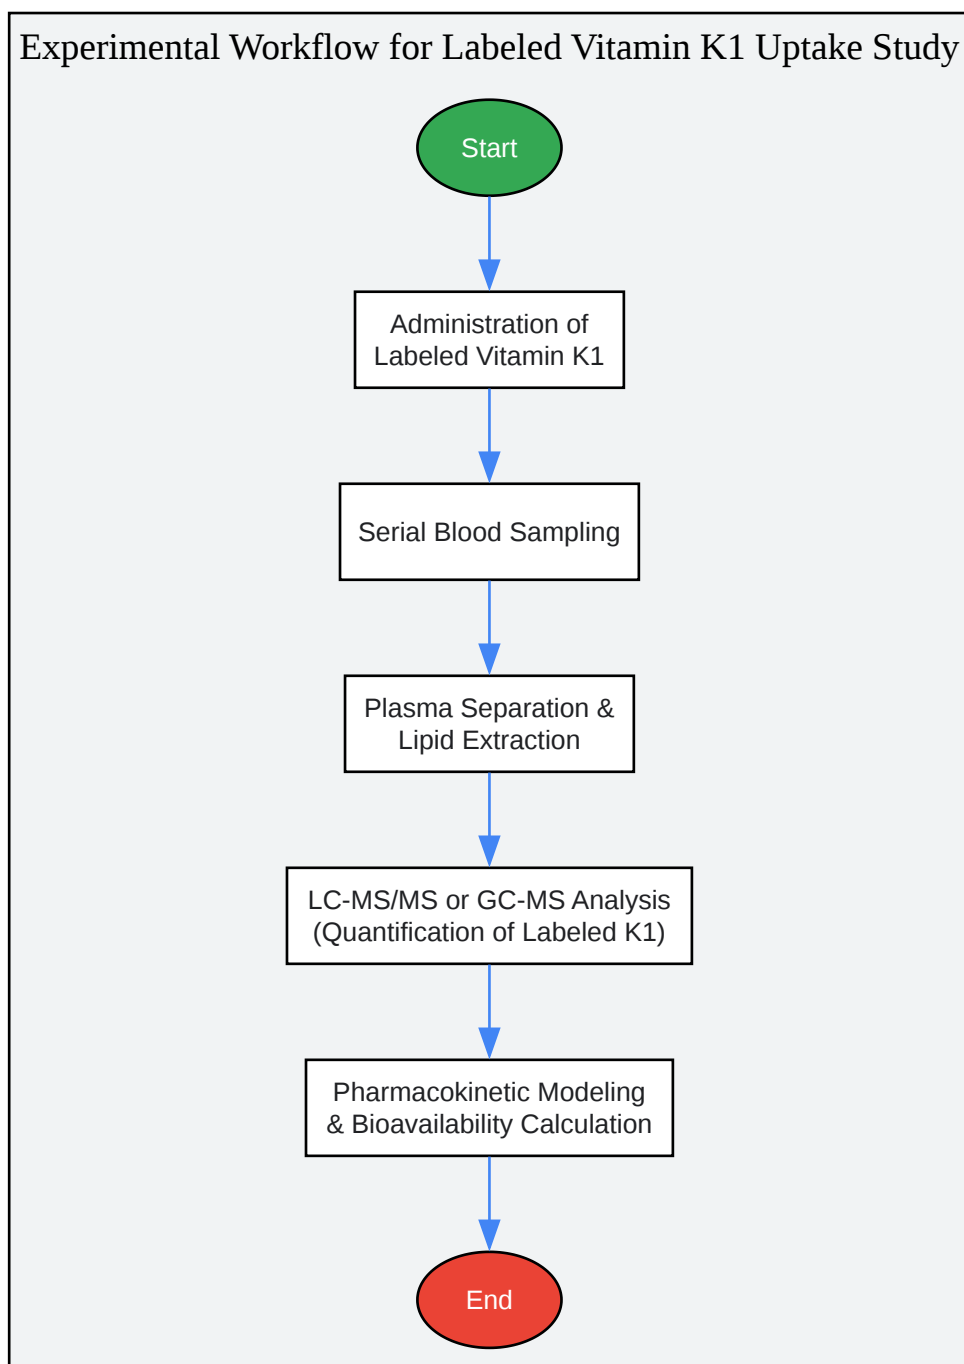 Experimental Workflow for Labeled Vitamin K1 Uptake Study
Start
Administration of
Labeled Vitamin K1
Serial Blood Sampling
Plasma Separation &
Lipid Extraction
LC-MS/MS or GC-MS Analysis
(Quantification of Labeled K1)
Pharmacokinetic Modeling
& Bioavailability Calculation
End